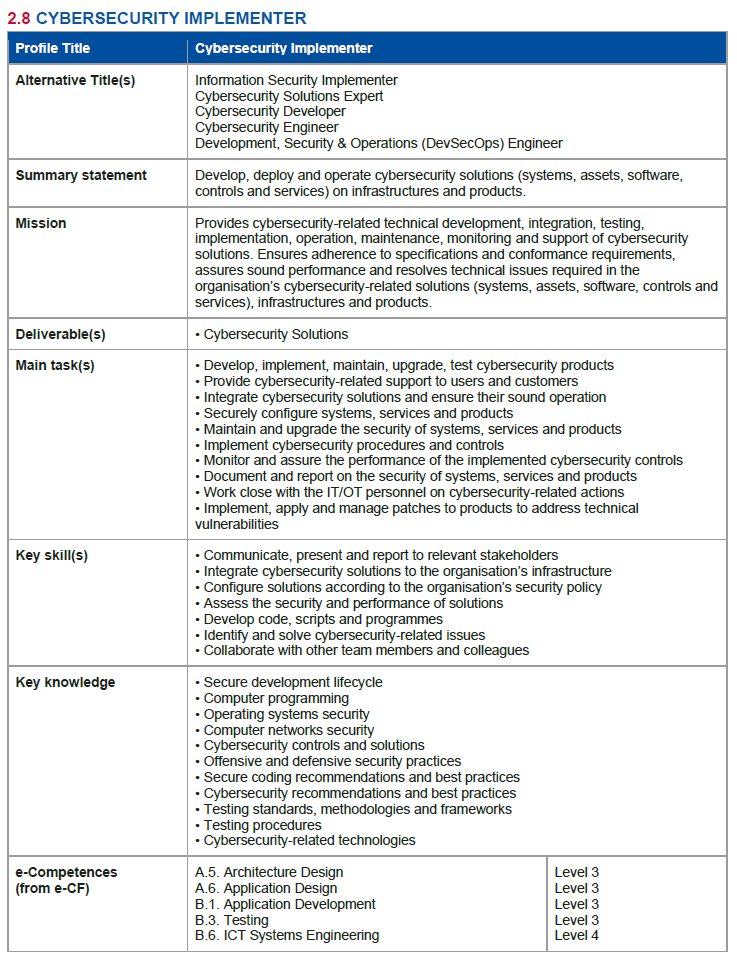 2.8 CYBERSECURITY IMPLEMENTER
Profile Title Cybersecurity Implementer
Alternative Title(s) Information Security Implementer
Cybersecurity Solutions Expert
Cybersecurity Developer
Cybersecurity Engineer
Development, Security & Operations (DevSecOps) Engineer
Summary statement Develop, deploy and operate cybersecurity solutions (systems, assets, software,
controls and services) on infrastructures and products.
Mission Provides cybersecurity-related technical development, integration, testing,
implementation, operation, maintenance, monitoring and support of cybersecurity
solutions. Ensures adherence to specifications and conformance requirements,
assures sound performance and resolves technical issues required in the
organisation's cybersecurity-related solutions (systems, assets, software, controls and
services), infrastructures and products.
Deliverable(s) • Cybersecurity Solutions
Main task(s) • Develop, implement, maintain, upgrade, test cybersecurity products
• Provide cybersecurity-related support to users and customers
• Integrate cybersecurity solutions and ensure their sound operation
• Securely configure systems, services and products
• Maintain and upgrade the security of systems, services and products
• Implement cybersecurity procedures and controls
• Monitor and assure the performance of the implemented cybersecurity controls
• Document and report on the security of systems, services and products
• Work close with the IT/OT personnel on cybersecurity-related actions
• Implement, apply and manage patches to products to address technical
vulnerabilities
Key skill(s) • Communicate, present and report to relevant stakeholders
• Integrate cybersecurity solutions to the organisation's infrastructure
• Configure solutions according to the organisation's security policy
• Assess the security and performance of solutions
• Develop code, scripts and programmes
• Identify and solve cybersecurity-related issues
• Collaborate with other team members and colleagues
Key knowledge • Secure development lifecycle
• Computer programming
• Operating systems security
• Computer networks security
• Cybersecurity controls and solutions
• Offensive and defensive security practices
• Secure coding recommendations and best practices
• Cybersecurity recommendations and best practices
• Testing standards, methodologies and frameworks
• Testing procedures
• Cybersecurity-related technologies
e-Competences A.5. Architecture Design Level 3
(from e-CF) A.6. Application Design Level 3
B.1. Application Development Level 3
B.3. Testing Level 3
B.6. ICT Systems Engineering Level 4